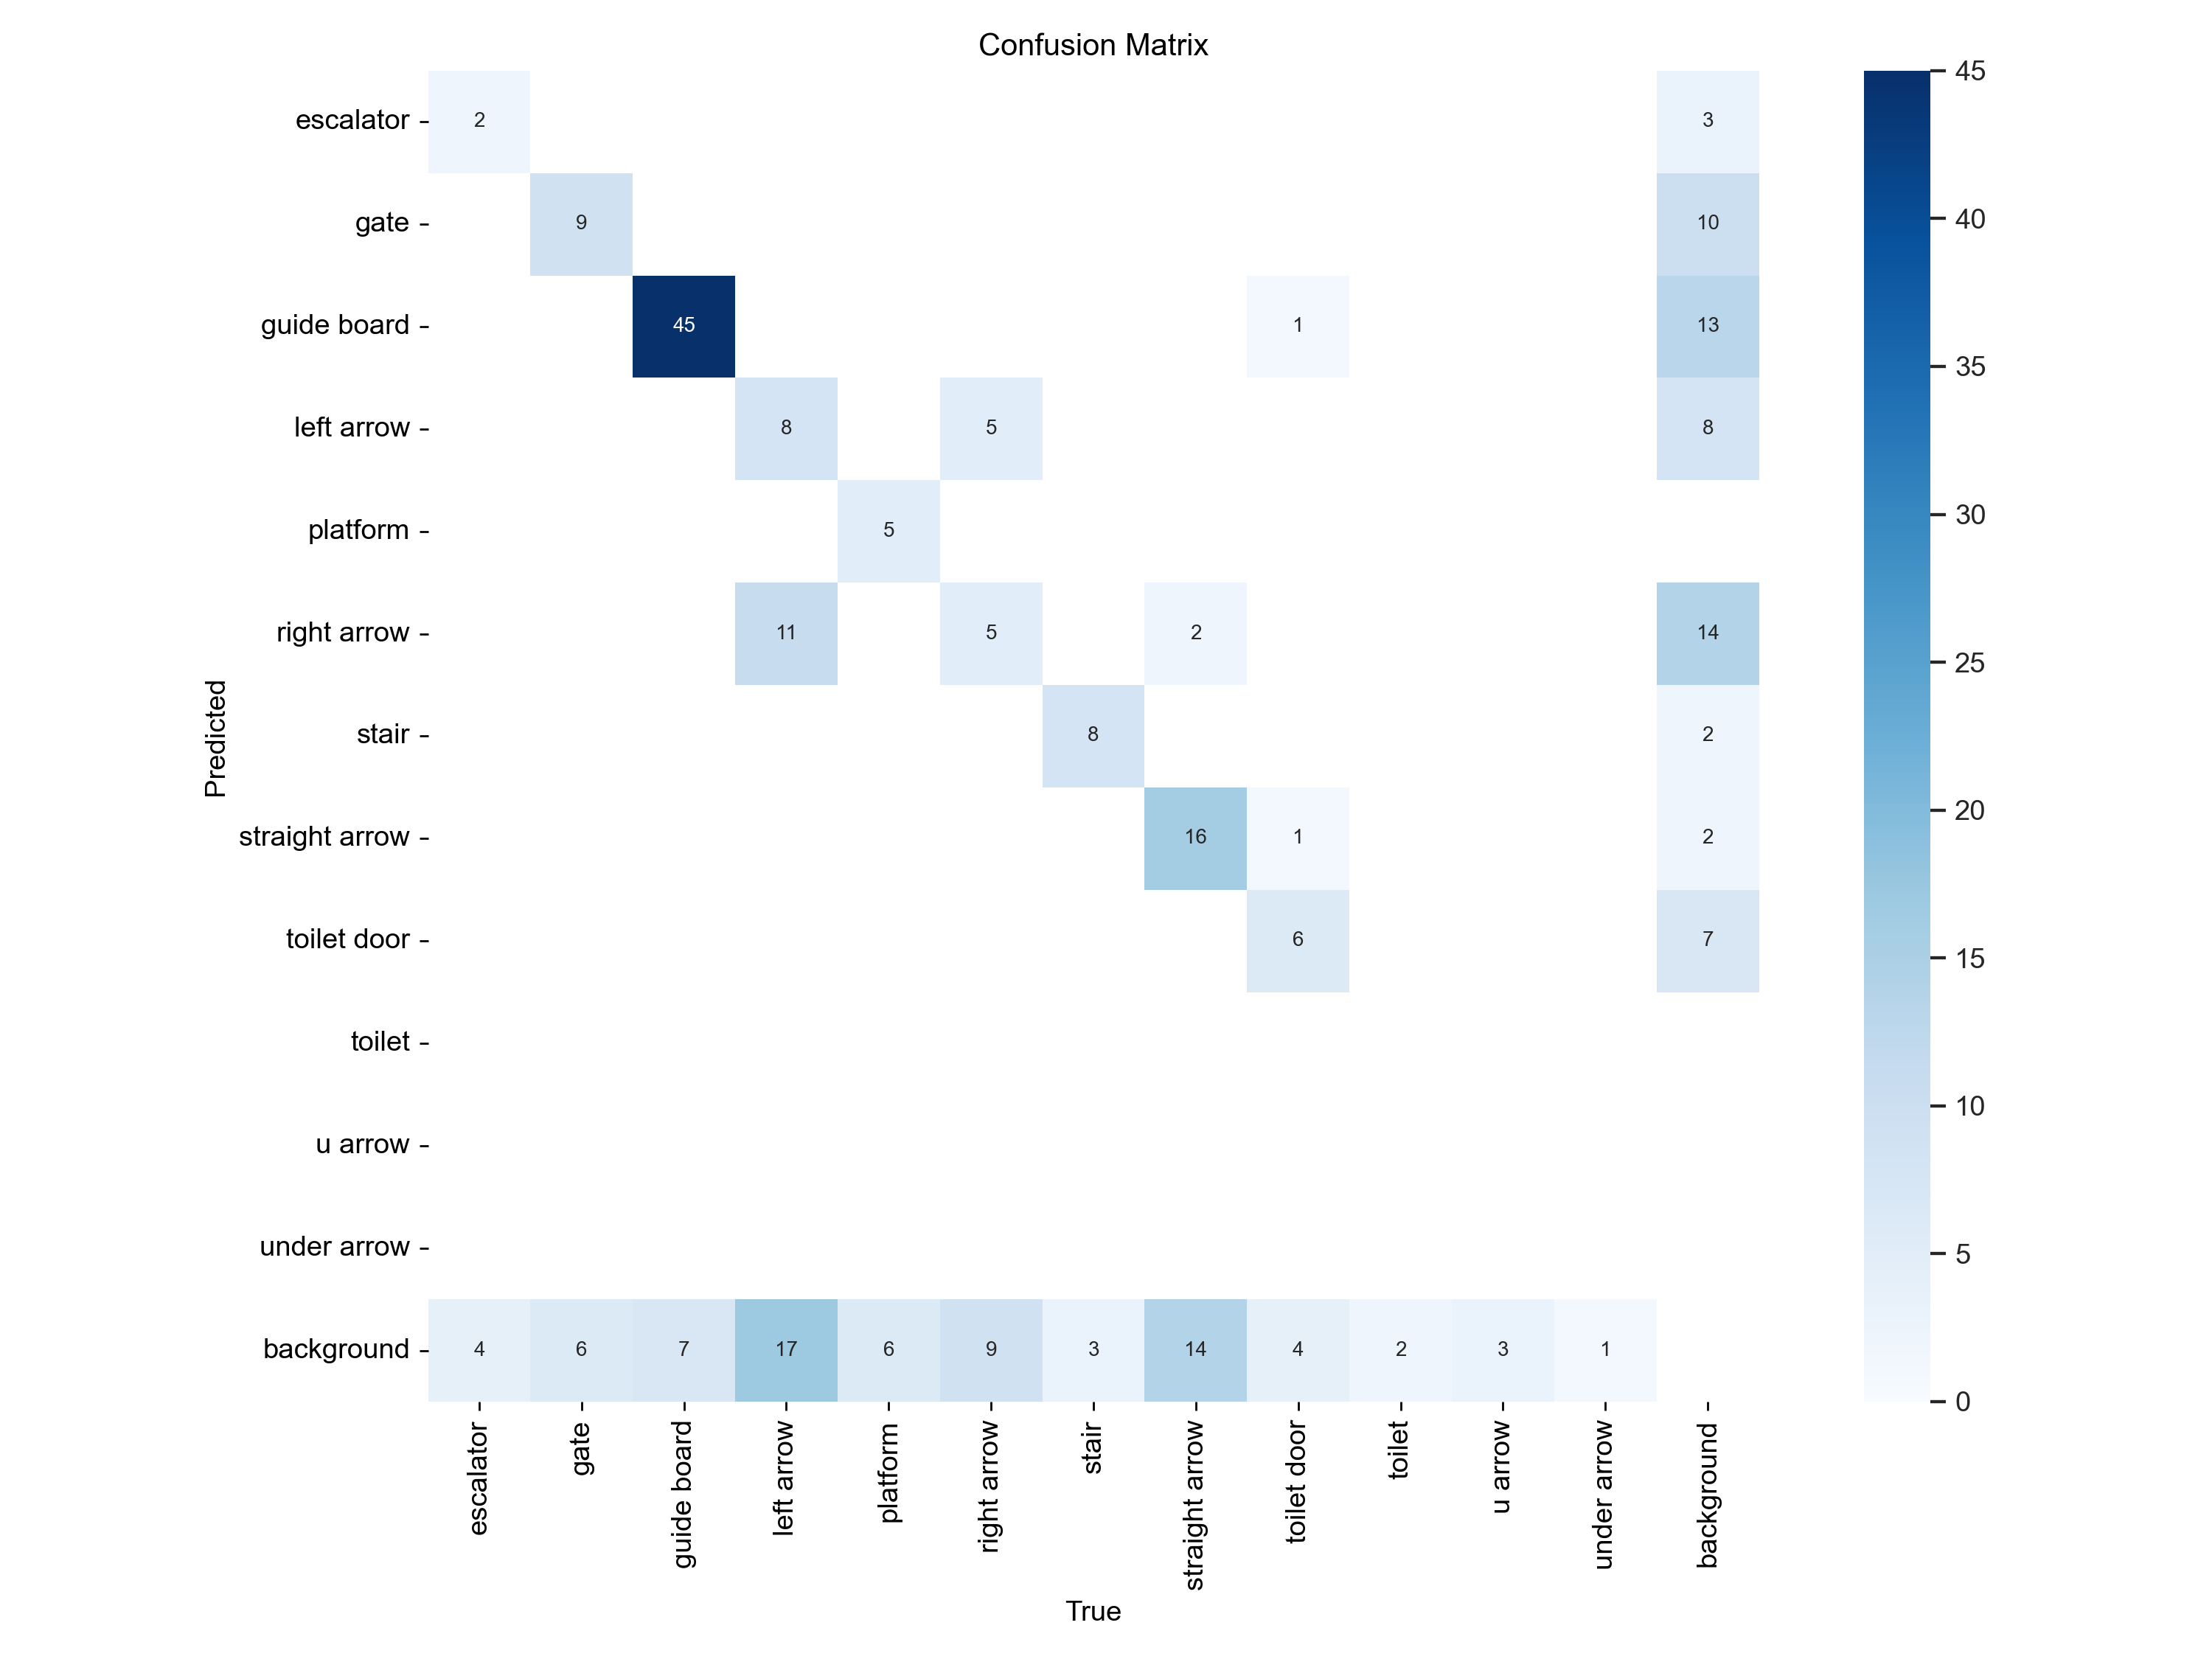 Confusion Matrix
escalator 2 3
gate 9 10
guide board 45 1 13
left arrow 8 5 8
platform 5
right arrow 11 5 2 14
stair 8 2
straight arrow 16 1 2
toilet door 6 7
toilet
u arrow
under arrow
background 4 6 7 17 6 9 3 14 4 2 3 1
Predicted
escalator
gate
guide board
left arrow
platform
right arrow
stair
straight arrow
toilet door
toilet
u arrow
under arrow
background
True
45
40
35
30
25
20
15
10
5
0